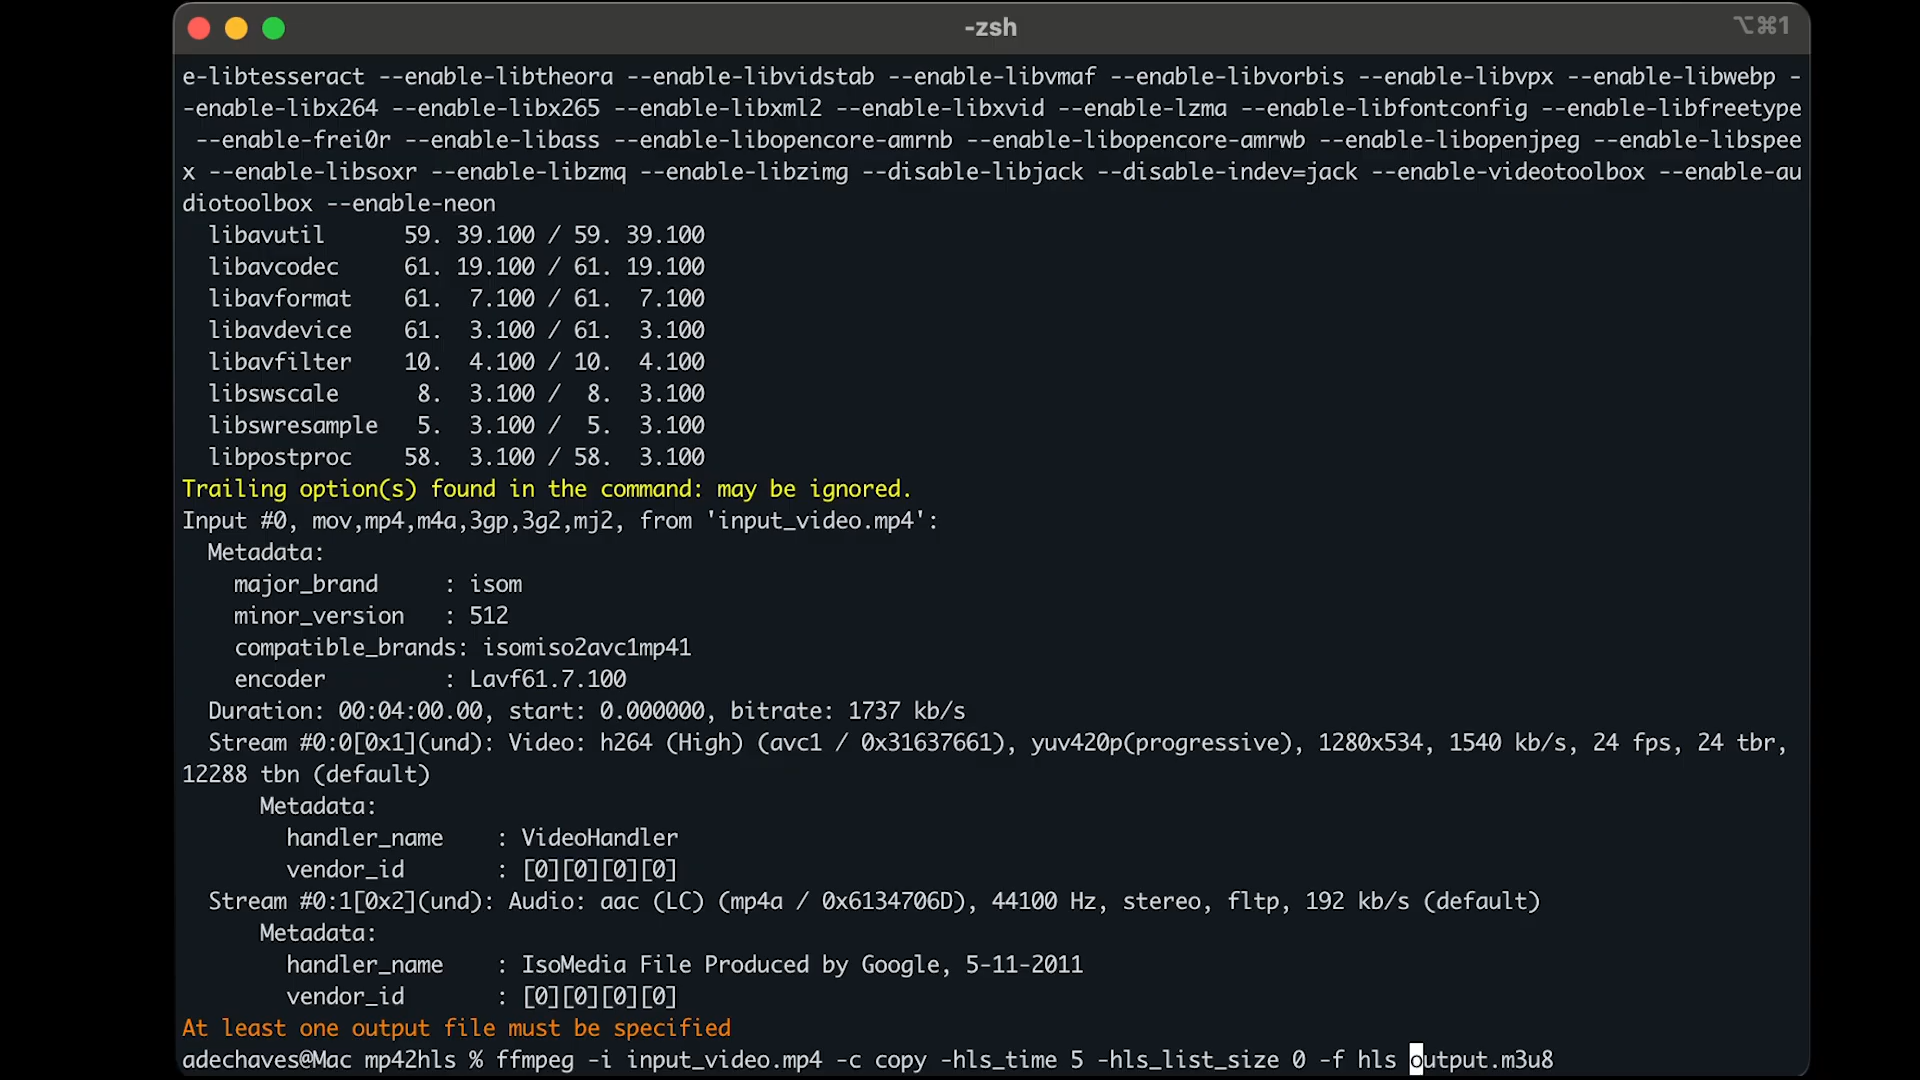 -zsh
⌥⌘1
e-libtesseract --enable-libtheora --enable-libvidstab --enable-libvmaf --enable-libvorbis --enable-libvpx --enable-libwebp -
-enable-libx264 --enable-libx265 --enable-libxml2 --enable-libxvid --enable-lzma --enable-libfontconfig --enable-libfreetype
 --enable-frei0r --enable-libass --enable-libopencore-amrnb --enable-libopencore-amrwb --enable-libopenjpeg --enable-libspee
x --enable-libsoxr --enable-libzmq --enable-libzimg --disable-libjack --disable-indev=jack --enable-videotoolbox --enable-au
diotoolbox --enable-neon
  libavutil      59. 39.100 / 59. 39.100
  libavcodec     61. 19.100 / 61. 19.100
  libavformat    61.  7.100 / 61.  7.100
  libavdevice    61.  3.100 / 61.  3.100
  libavfilter    10.  4.100 / 10.  4.100
  libswscale      8.  3.100 /  8.  3.100
  libswresample   5.  3.100 /  5.  3.100
  libpostproc    58.  3.100 / 58.  3.100
Trailing option(s) found in the command: may be ignored.
Input #0, mov,mp4,m4a,3gp,3g2,mj2, from 'input_video.mp4':
  Metadata:
    major_brand     : isom
    minor_version   : 512
    compatible_brands: isomiso2avc1mp41
    encoder         : Lavf61.7.100
  Duration: 00:04:00.00, start: 0.000000, bitrate: 1737 kb/s
  Stream #0:0[0x1](und): Video: h264 (High) (avc1 / 0x31637661), yuv420p(progressive), 1280x534, 1540 kb/s, 24 fps, 24 tbr,
12288 tbn (default)
      Metadata:
        handler_name    : VideoHandler
        vendor_id       : [0][0][0][0]
  Stream #0:1[0x2](und): Audio: aac (LC) (mp4a / 0x6134706D), 44100 Hz, stereo, fltp, 192 kb/s (default)
      Metadata:
        handler_name    : IsoMedia File Produced by Google, 5-11-2011
        vendor_id       : [0][0][0][0]
At least one output file must be specified
adechaves@Mac mp42hls % ffmpeg -i input_video.mp4 -c copy -hls_time 5 -hls_list_size 0 -f hls output.m3u8